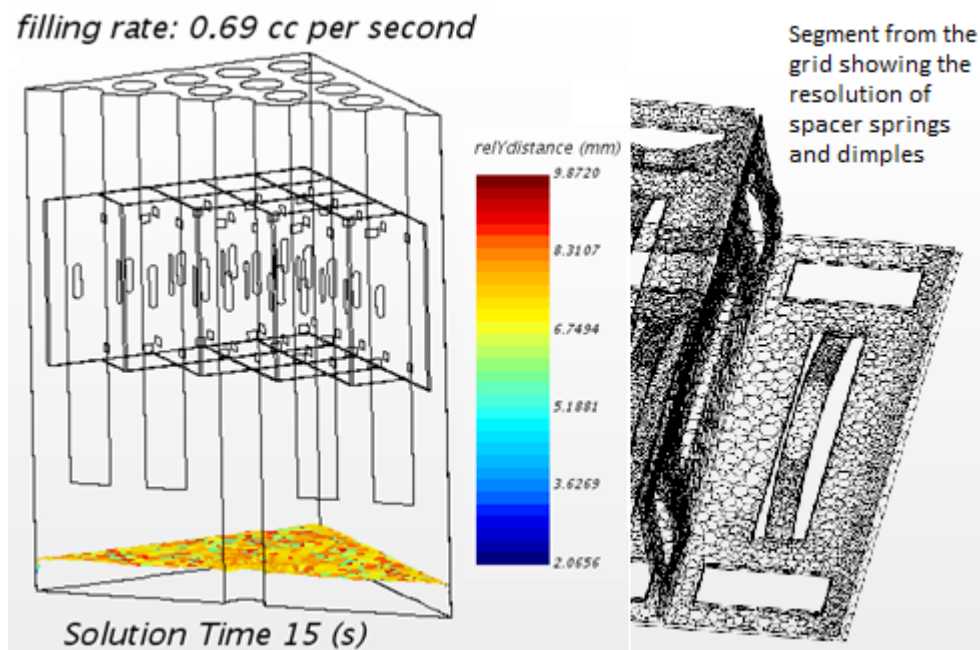 filling rate: 0.69 cc per second
Segment from the
grid showing the
resolution of
spacer springs
and dimples
relYdistance (mm)
9.8720
8.3107
6.7494
5.1881
3.6269
2.0656
Solution Time 15 (s)